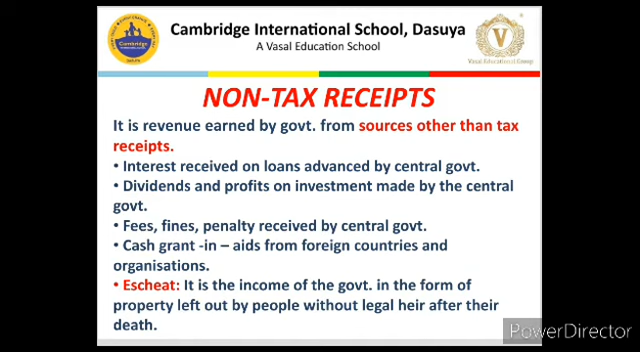 Cambridge International School, Dasuya
A Vasal Education School
Cambridge
V
Vasal Educational Group
NON-TAX RECEIPTS
It is revenue earned by govt. from sources other than tax
receipts.
• Interest received on loans advanced by central govt.
• Dividends and profits on investment made by the central
govt.
• Fees, fines, penalty received by central govt.
• Cash grant -in – aids from foreign countries and
organisations.
• Escheat: It is the income of the govt. in the form of
property left out by people without legal heir after their
death.
PowerDirector